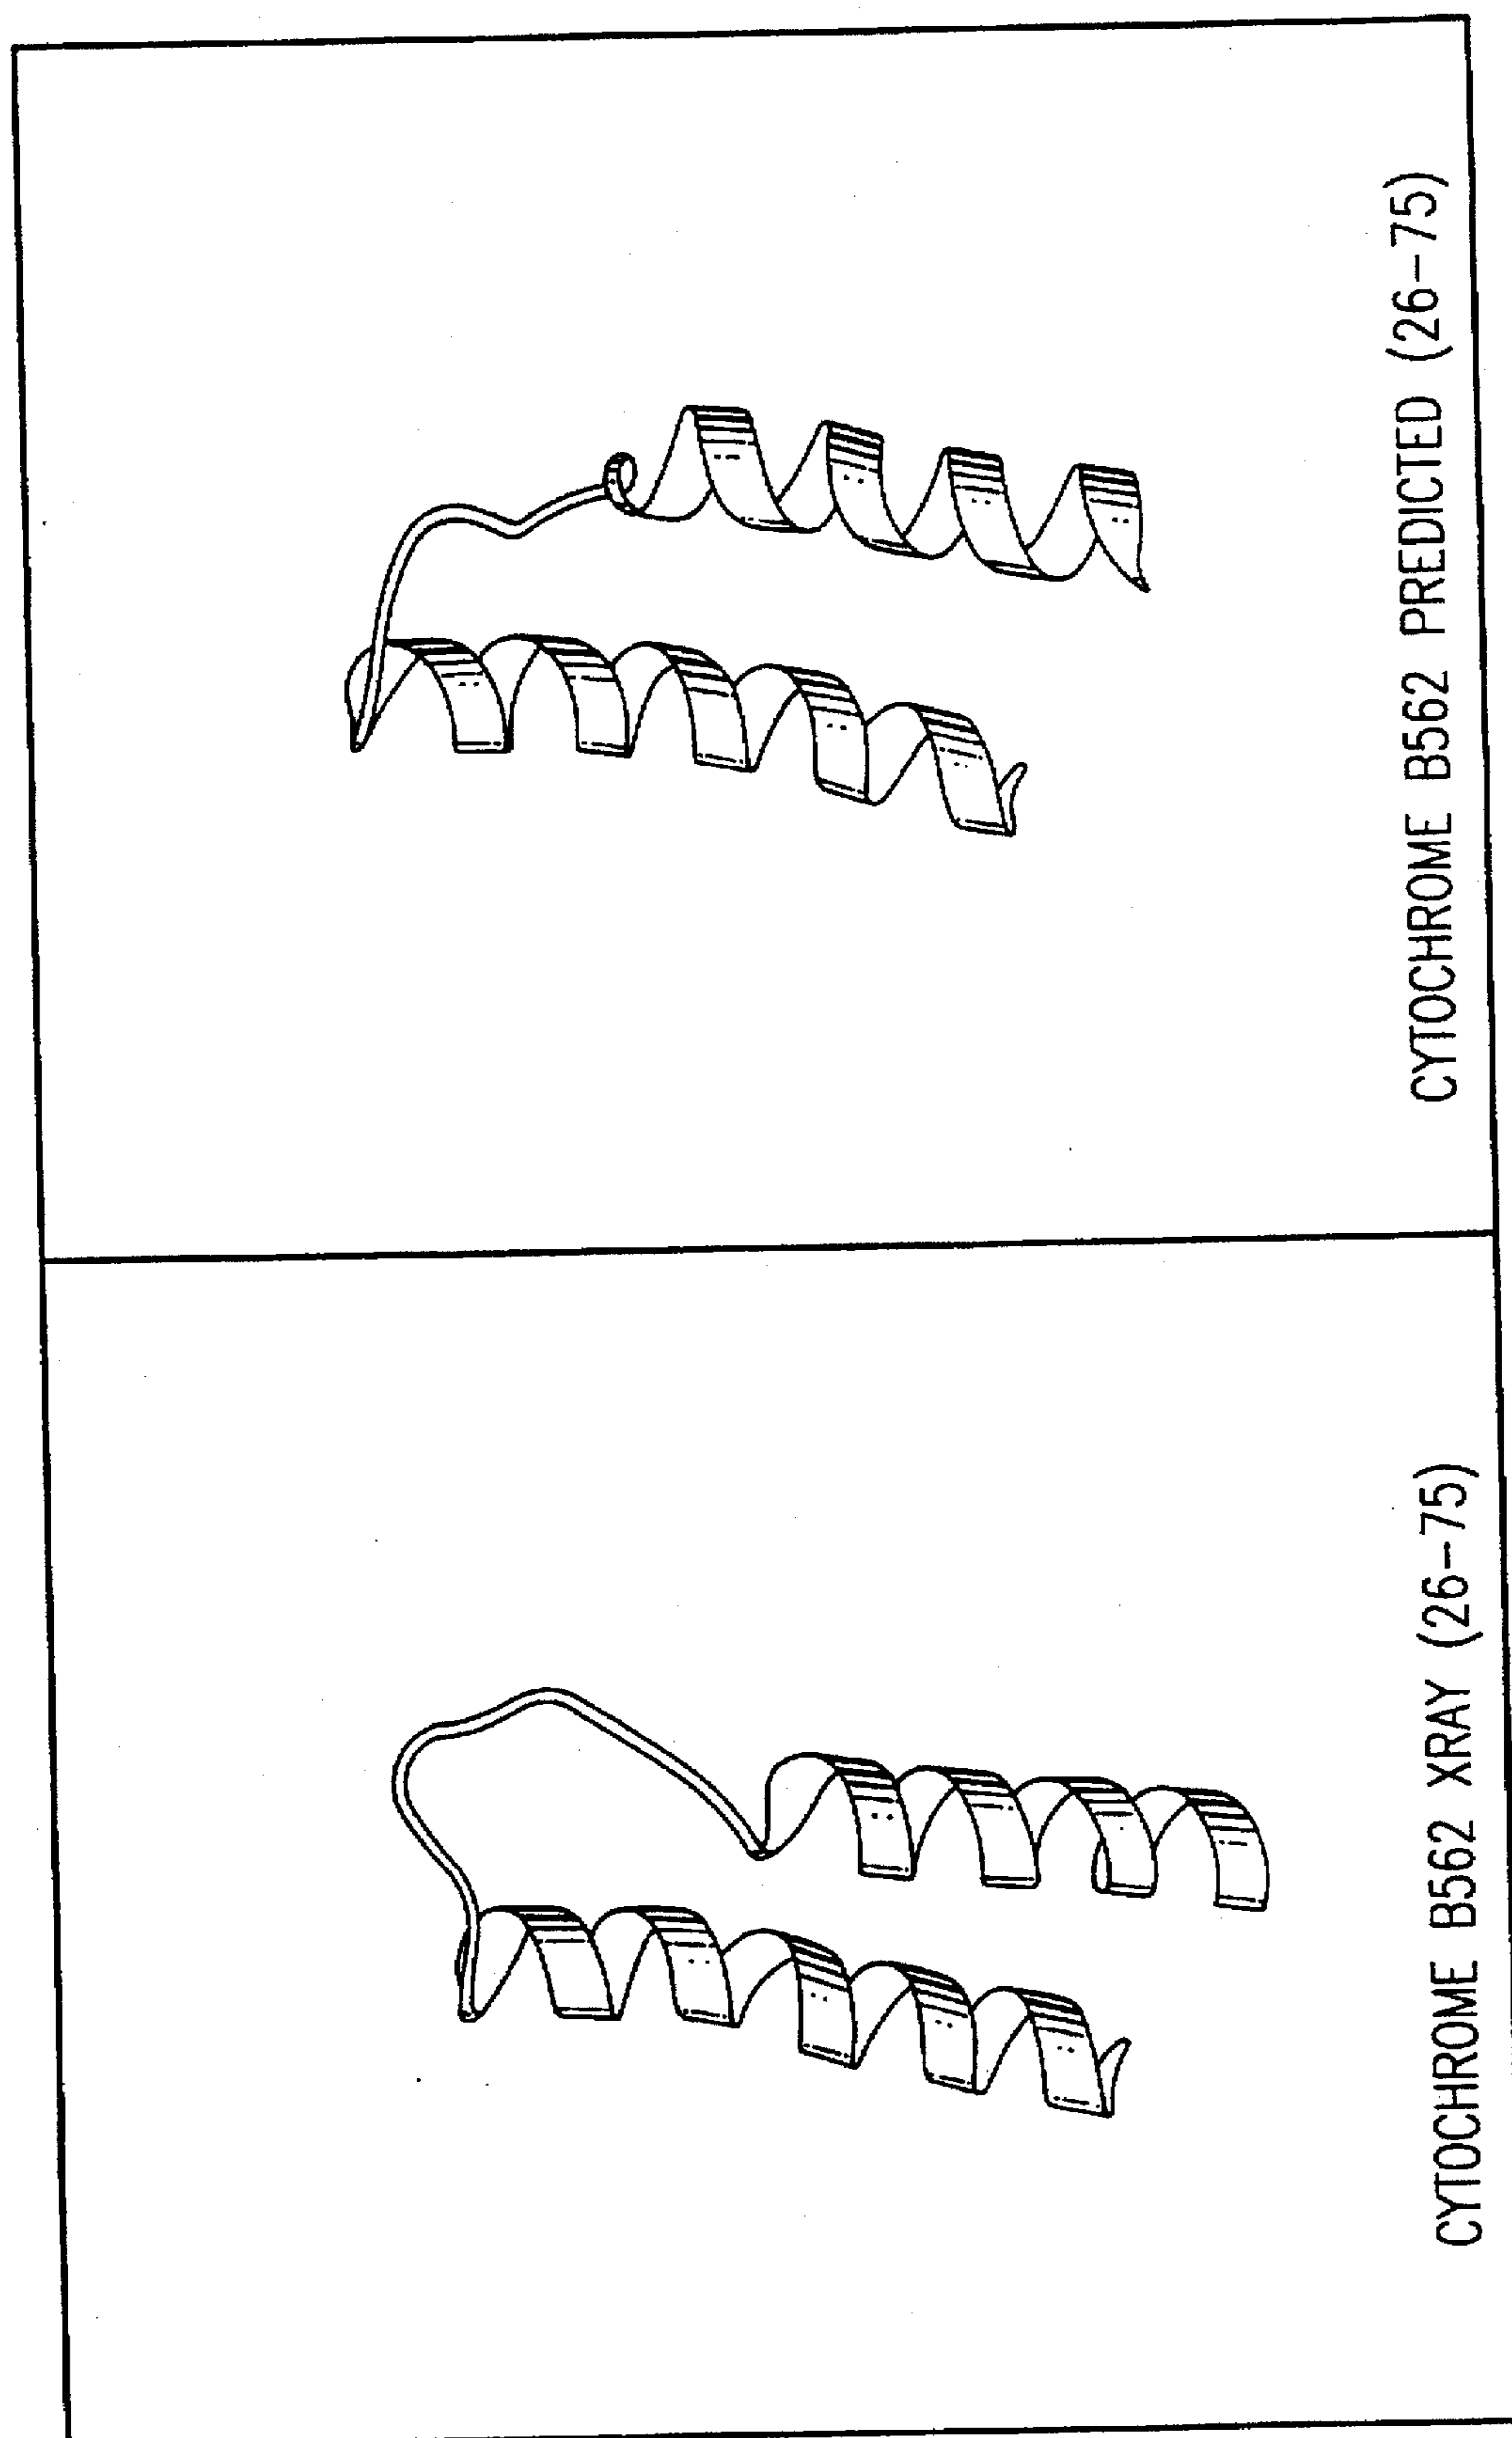 CYTOCHROME B562 XRAY (26-75)
CYTOCHROME B562 PREDICTED (26-75)